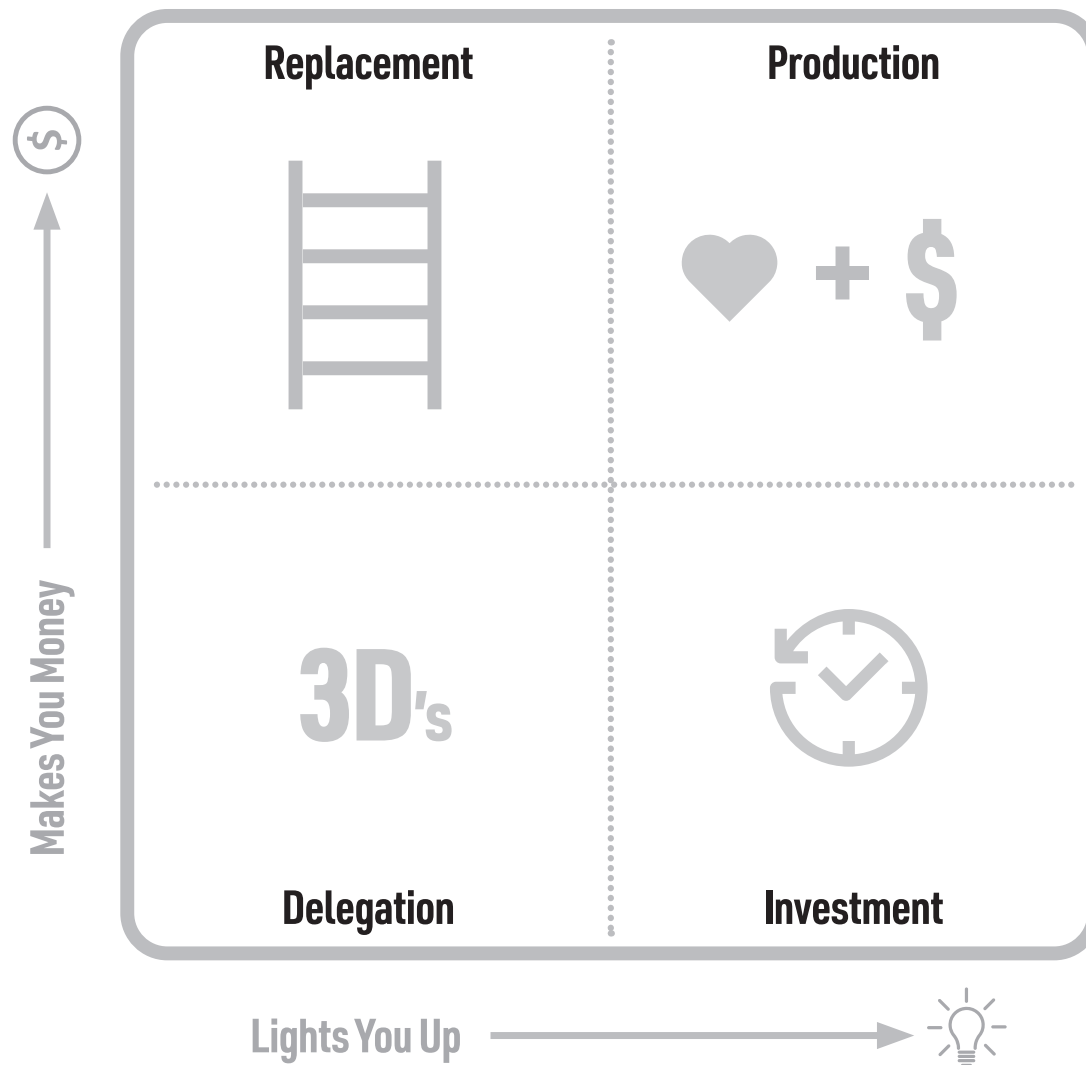 Replacement
Production
$
$
Makes You Money
3D's
Delegation
Investment
Lights You Up